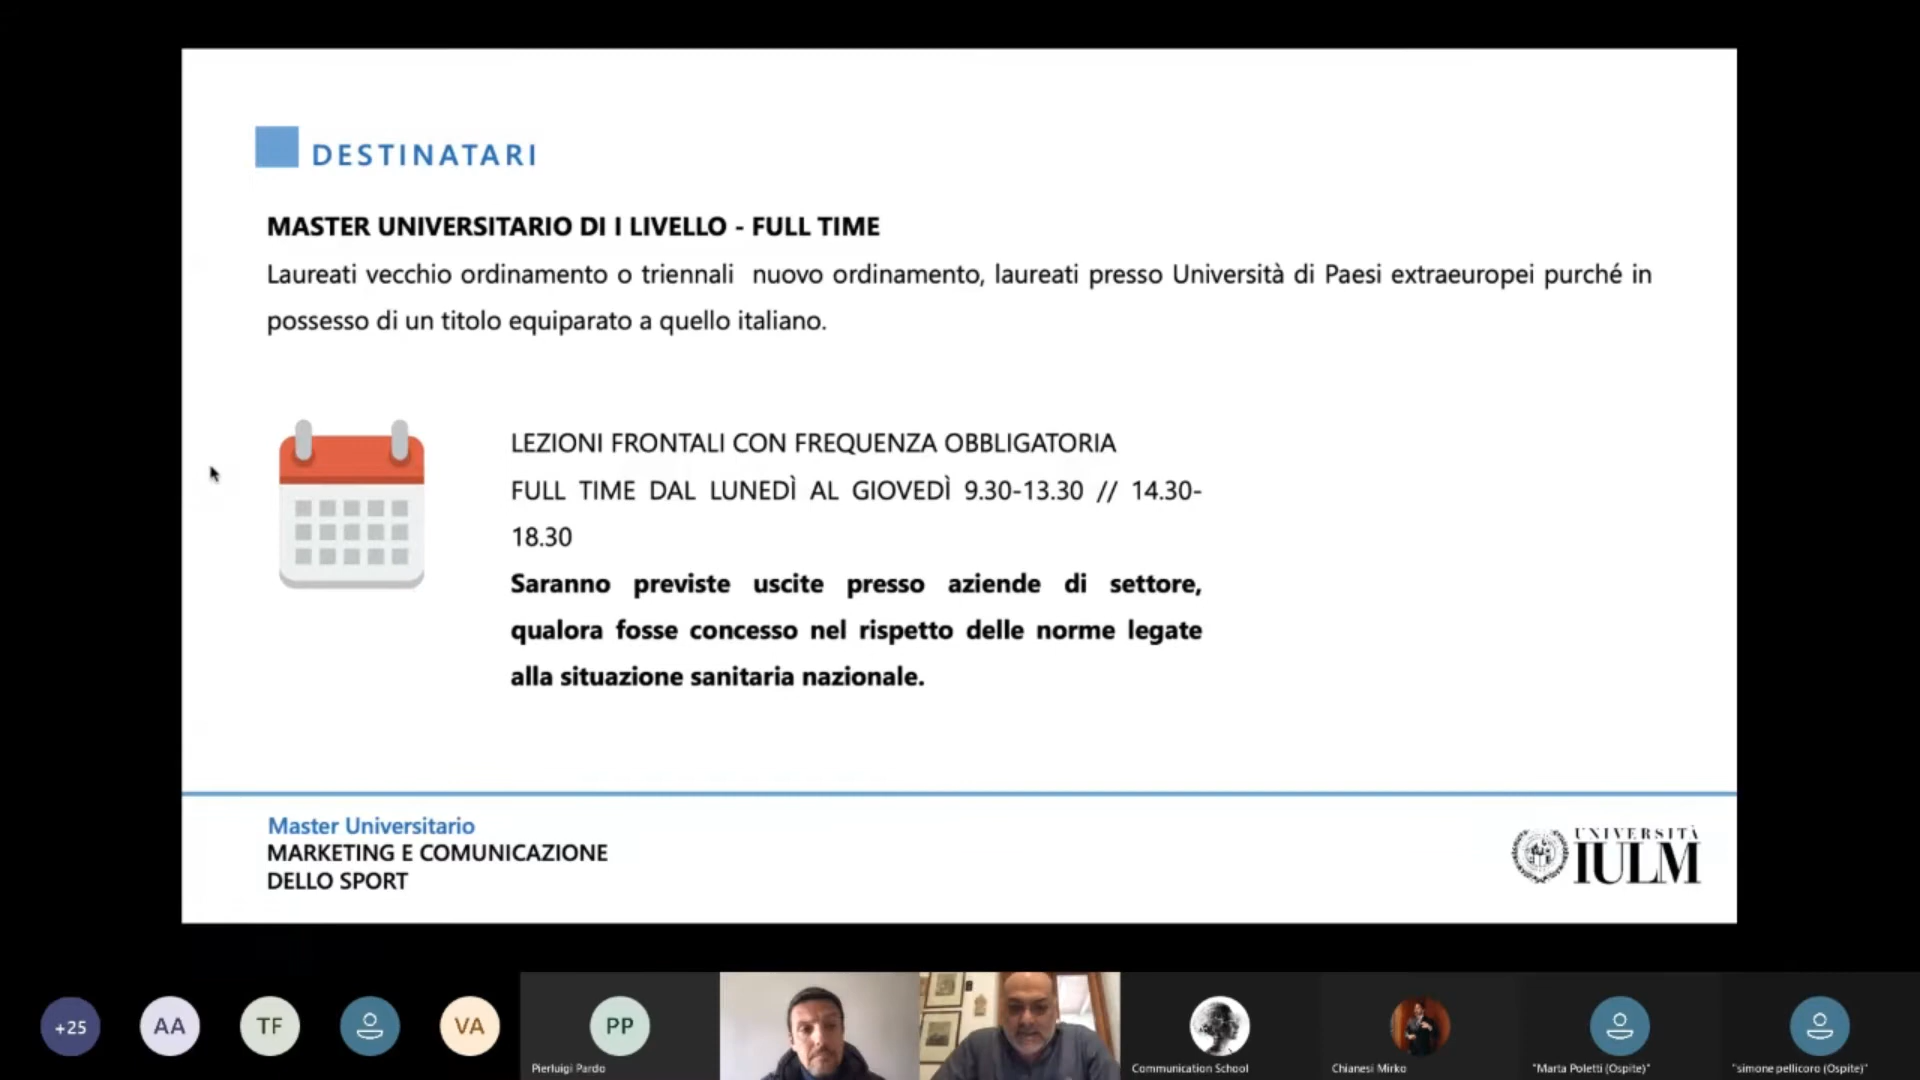 DESTINATARI
MASTER UNIVERSITARIO DI I LIVELLO - FULL TIME
Laureati vecchio ordinamento o triennali nuovo ordinamento, laureati presso Università di Paesi extraeuropei purché in
possesso di un titolo equiparato a quello italiano.
LEZIONI FRONTALI CON FREQUENZA OBBLIGATORIA
FULL TIME DAL LUNEDÌ AL GIOVEDÌ 9.30-13.30 // 14.30-
18.30
Saranno previste uscite presso aziende di settore,
qualora fosse concesso nel rispetto delle norme legate
alla situazione sanitaria nazionale.
Master Universitario
MARKETING E COMUNICAZIONE
DELLO SPORT
UNIVERSITÀ
IULM
+25
AA
TF
VA
PP
Pierluigi Pardo
Communication School
Chianesi Mirko
"Marta Poletti (Ospite)"
"simone pellicoro (Ospite)"